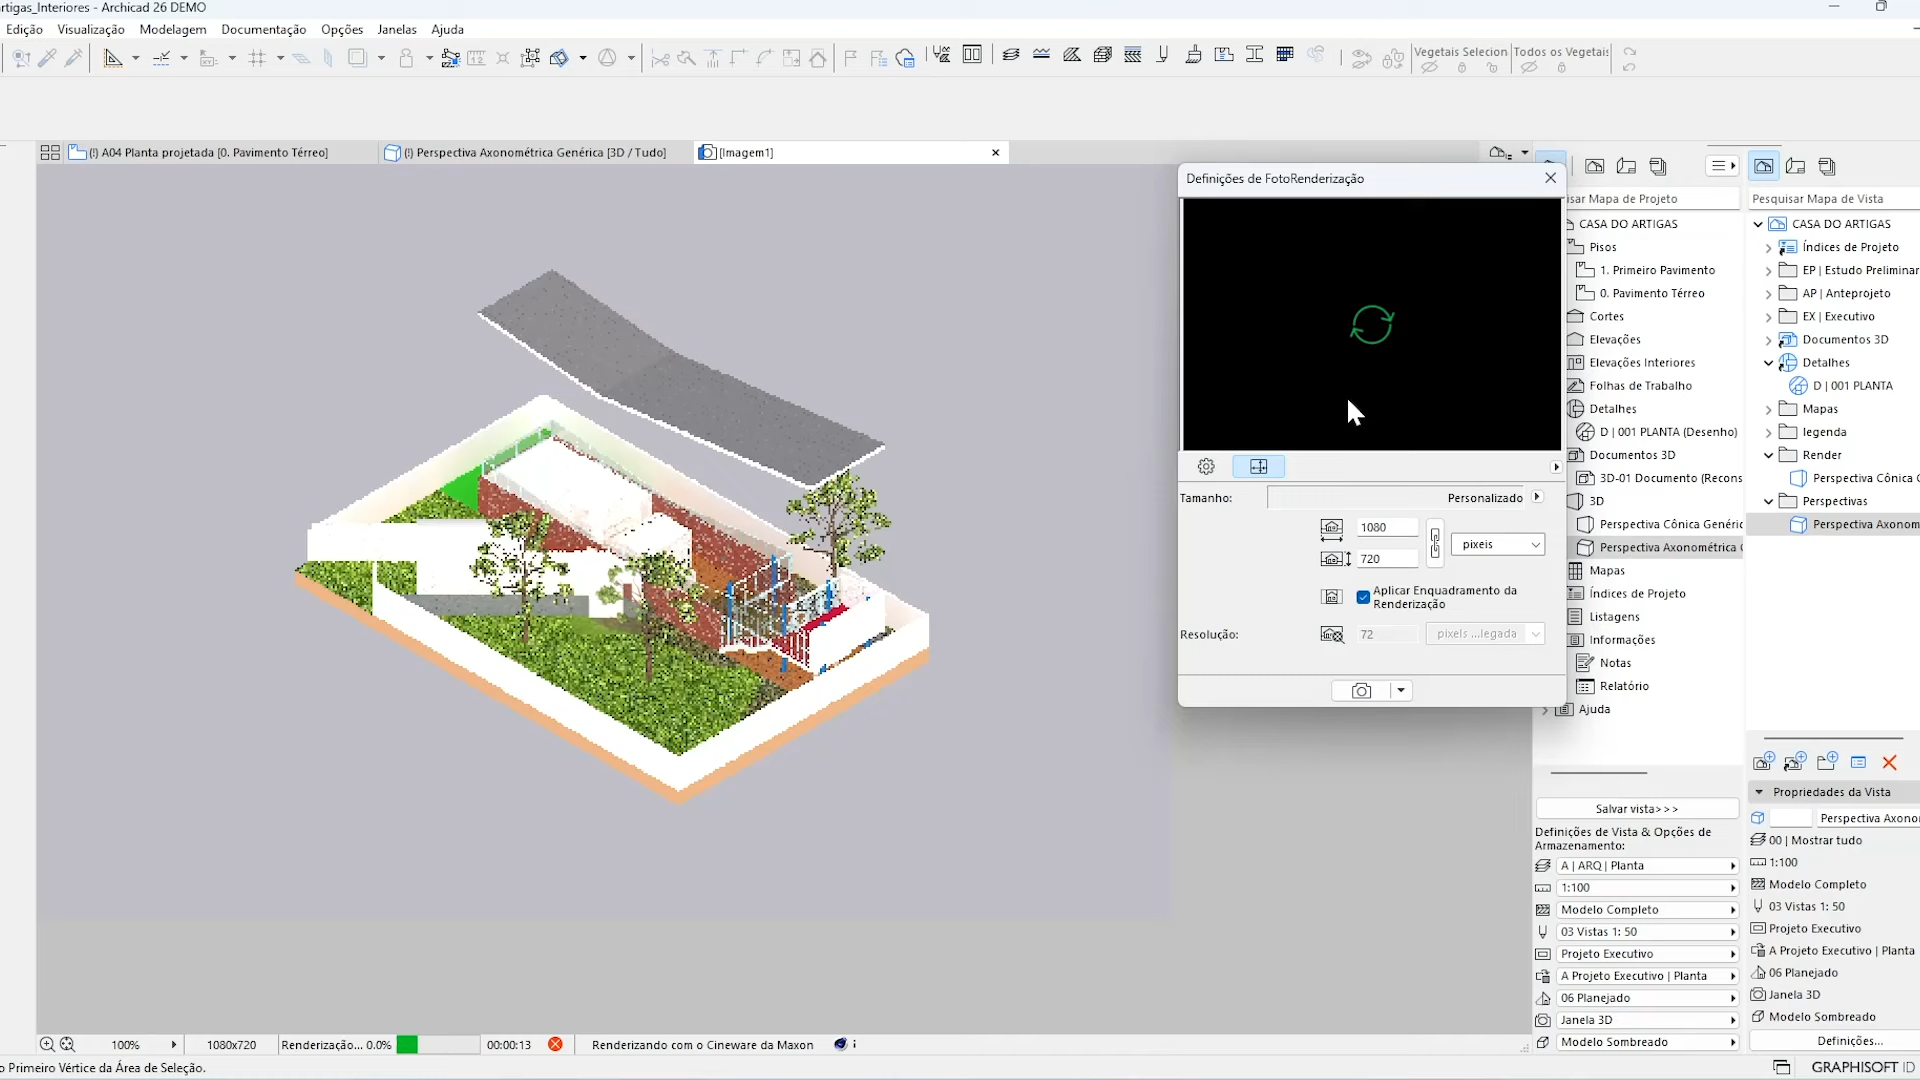 rtigas_Interiores - Archicad 26 DEMO
Edição Visualização Modelagem Documentação Opções Janelas Ajuda
Vegetais Selecion Todos os Vegetais
(!) A04 Planta projetada [0. Pavimento Térreo]
(!) Perspectiva Axonométrica Genérica [3D / Tudo]
[Imagem1]
Definições de FotoRenderização
Tamanho: Personalizado
1080
pixeis
720
Aplicar Enquadramento da
Renderização
Resolução: 72 pixels ...legada
isar Mapa de Projeto
CASA DO ARTIGAS
Pisos
1. Primeiro Pavimento
0. Pavimento Térreo
Cortes
Elevações
Elevações Interiores
Folhas de Trabalho
Detalhes
D | 001 PLANTA (Desenho)
Documentos 3D
3D-01 Documento (Recons
3D
Perspectiva Cônica Genéric
Perspectiva Axonométrica G
Mapas
Índices de Projeto
Listagens
Informações
Notas
Relatório
Ajuda
Salvar vista> > >
Definições de Vista & Opções de
Armazenamento:
A | ARQ | Planta
1:100
Modelo Completo
03 Vistas 1: 50
Projeto Executivo
A Projeto Executivo | Planta
06 Planejado
Janela 3D
Modelo Sombreado
Pesquisar Mapa de Vista
CASA DO ARTIGAS
Índices de Projeto
EP | Estudo Preliminar
AP | Anteprojeto
EX | Executivo
Documentos 3D
Detalhes
D | 001 PLANTA
Mapas
legenda
Render
Perspectiva Cônica G
Perspectivas
Perspectiva Axonom
Propriedades da Vista
Perspectiva Axono
00 | Mostrar tudo
1:100
Modelo Completo
03 Vistas 1: 50
Projeto Executivo
A Projeto Executivo | Planta
06 Planejado
Janela 3D
Modelo Sombreado
Definições...
100% 1080x720 Renderização... 0.0% 00:00:13 Renderizando com o Cineware da Maxon
o Primeiro Vértice da Área de Seleção.
GRAPHISOFT ID